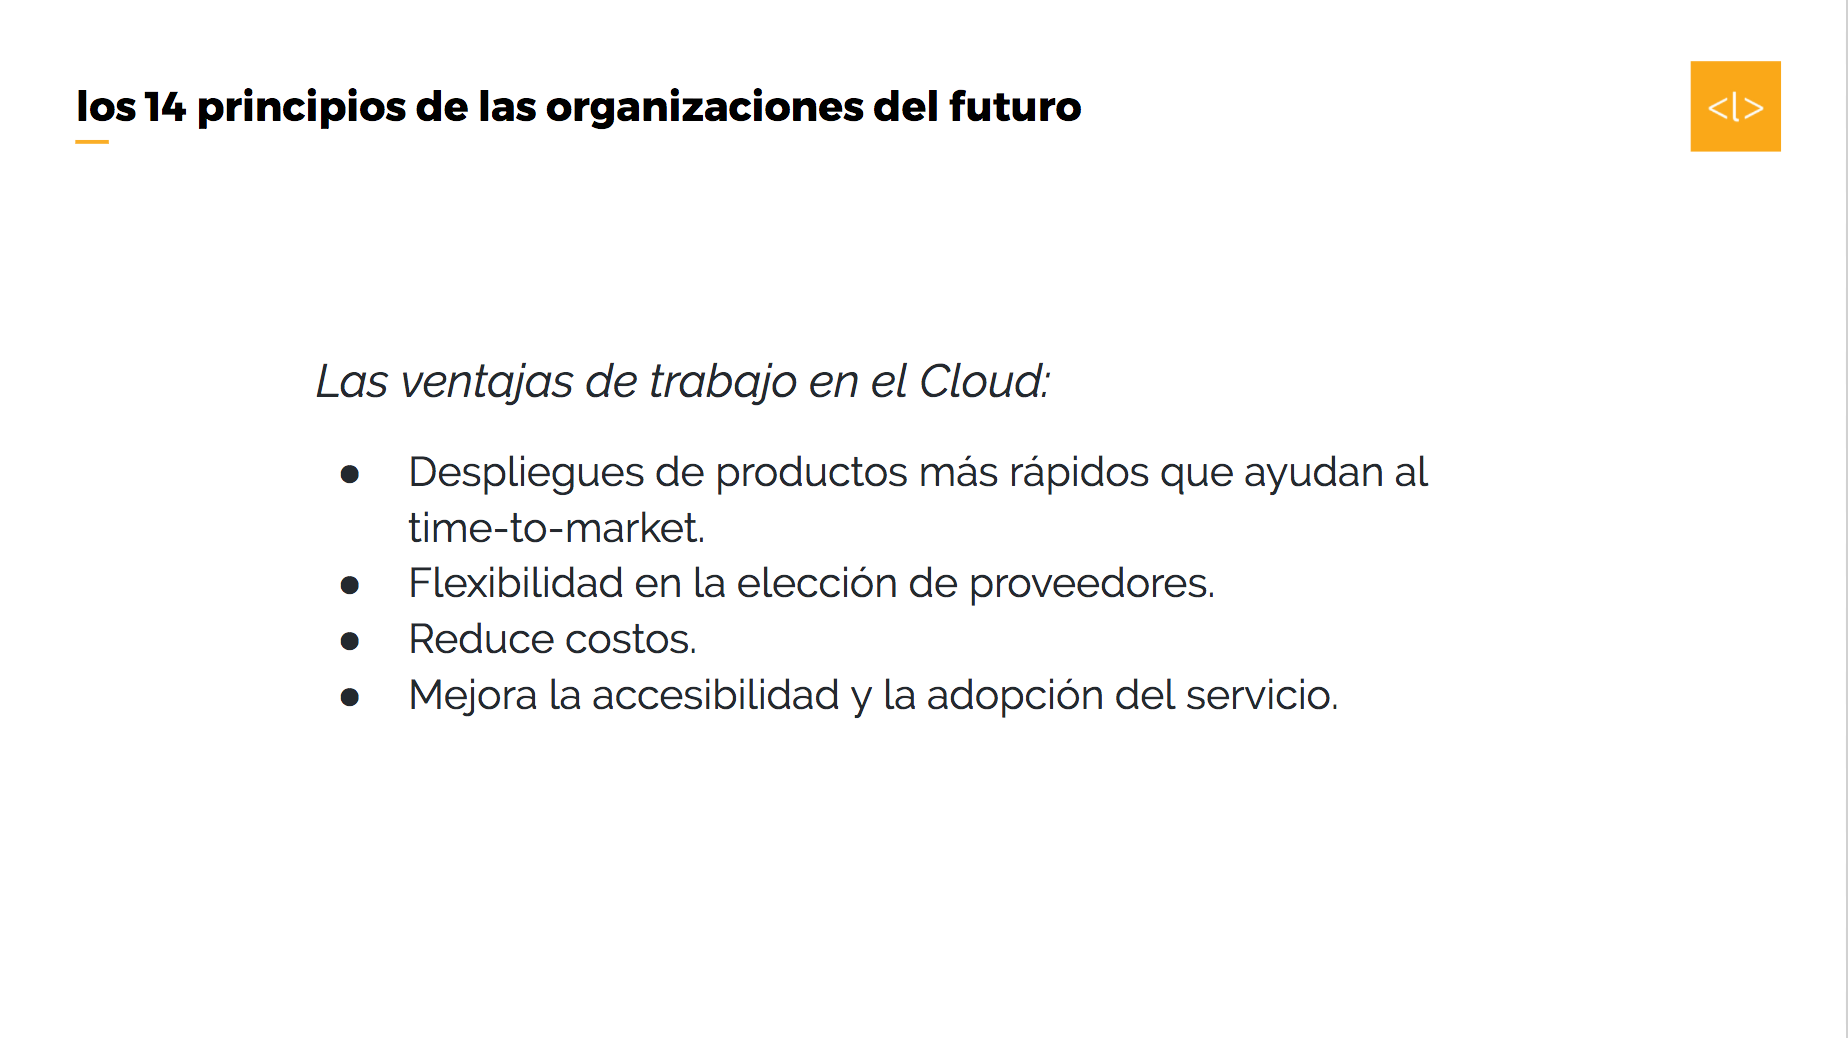 los 14 principios de las organizaciones del futuro
<l>
Las ventajas de trabajo en el Cloud:
● Despliegues de productos más rápidos que ayudan al
time-to-market.
● Flexibilidad en la elección de proveedores.
● Reduce costos.
● Mejora la accesibilidad y la adopción del servicio.